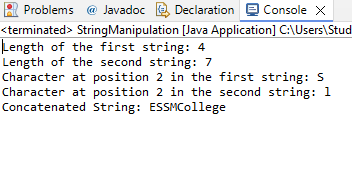 Problems @ Javadoc Declaration Console ×
<terminated> StringManipulation [Java Application] C:\Users\Stud
Length of the first string: 4
Length of the second string: 7
Character at position 2 in the first string: S
Character at position 2 in the second string: l
Concatenated String: ESSMCollege